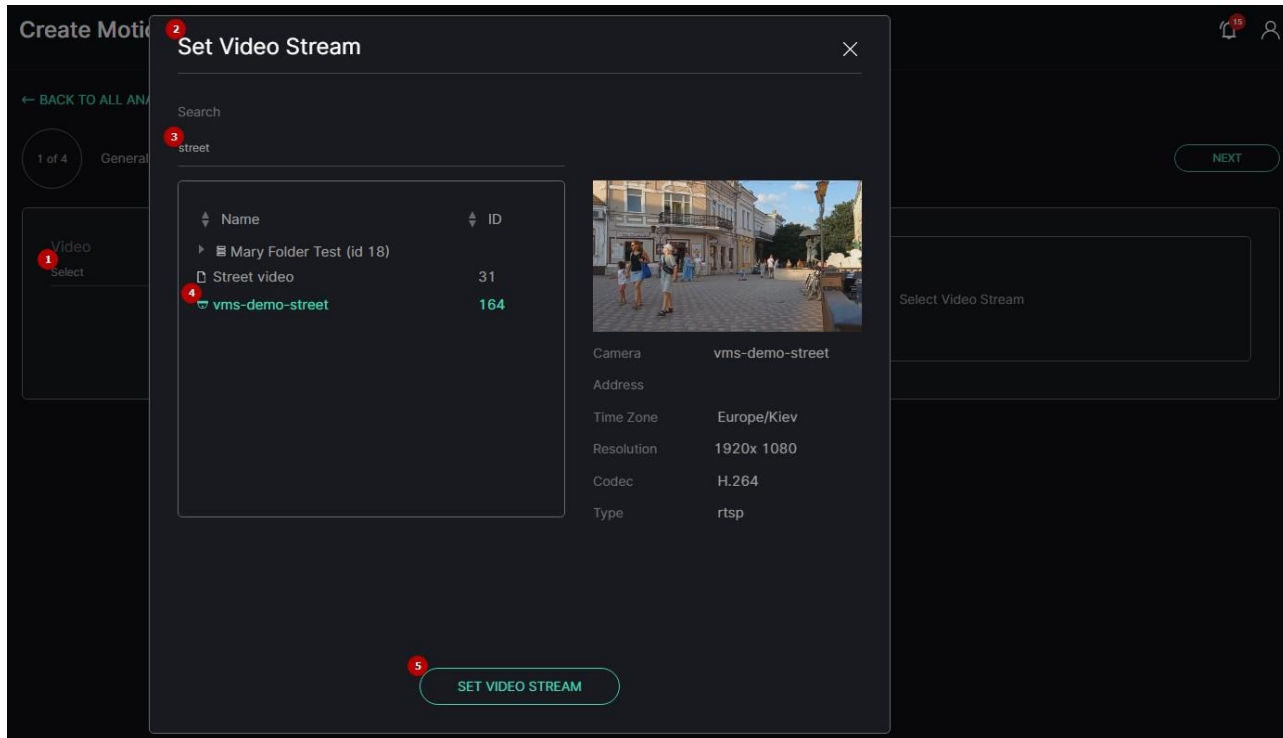 Create Motio
15
← BACK TO ALL ANA
1 of 4
General
NEXT
Video
1
Select
Select Video Stream
2
Set Video Stream
Search
3
street
Name
ID
Mary Folder Test (id 18)
Street video 31
4
vms-demo-street 164
Camera vms-demo-street
Address
Time Zone Europe/Kiev
Resolution 1920x 1080
Codec H.264
Type rtsp
5
SET VIDEO STREAM